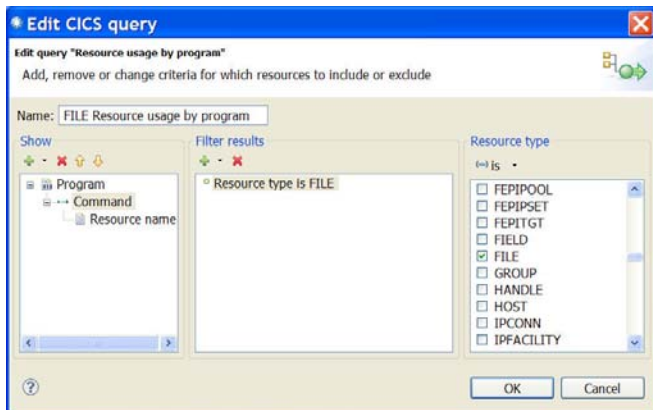 Edit CICS query
Edit query "Resource usage by program"
Add, remove or change criteria for which resources to include or exclude
Name: FILE Resource usage by program
Show
Filter results
Resource type
is
Program
Command
Resource name
Resource type is FILE
FEPIPOOL
FEPIPSET
FEPITGT
FIELD
FILE
GROUP
HANDLE
HOST
IPCONN
IPFACILITY
OK
Cancel